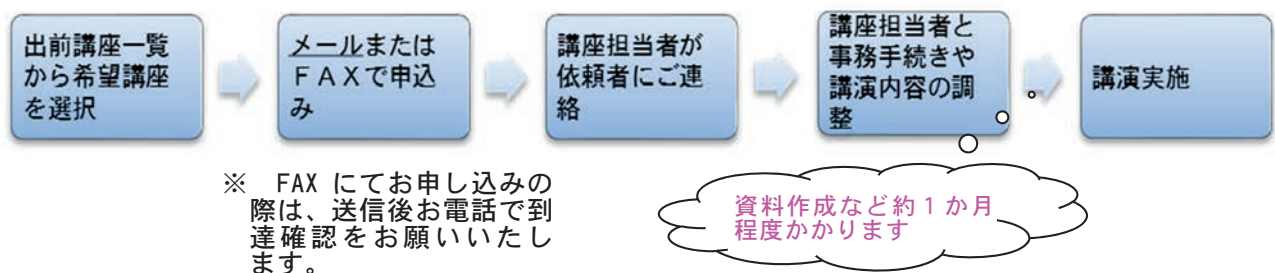 出前講座一覧
から希望講座
を選択
メールまたは
ＦＡＸで申込
み
講座担当者が
依頼者にご連
絡
講座担当者と
事務手続きや
講演内容の調
整
講演実施
※　FAX にてお申し込みの
際は、送信後お電話で到
達確認をお願いいたし
ます。
資料作成など約１か月
程度かかります